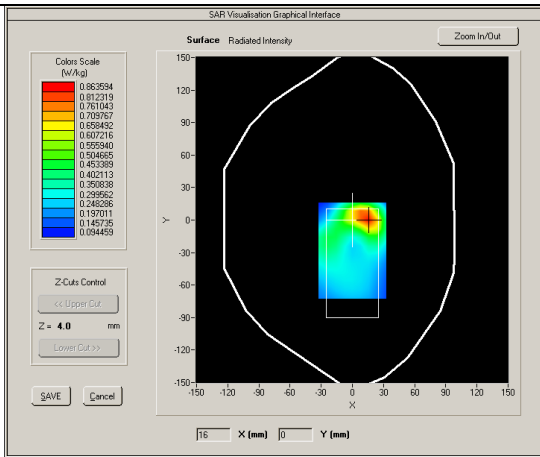 SAR Visualisation Graphical Interface
Surface Radiated Intensity
Zoom In/Out
Colors Scale
(W/kg)
0.863594
0.812319
0.761043
0.709767
0.658492
0.607216
0.555940
0.504665
0.453389
0.402113
0.350838
0.299562
0.248286
0.197011
0.145735
0.094459
Z-Cuts Control
<< Upper Cut
Z = 4.0 mm
Lower Cut >>
SAVE
Cancel
150
120
90
60
30
0
-30
-60
-90
-120
-150
Y
-150 -120 -90 -60 -30 0 30 60 90 120 150
X
16 X (mm) 0 Y (mm)